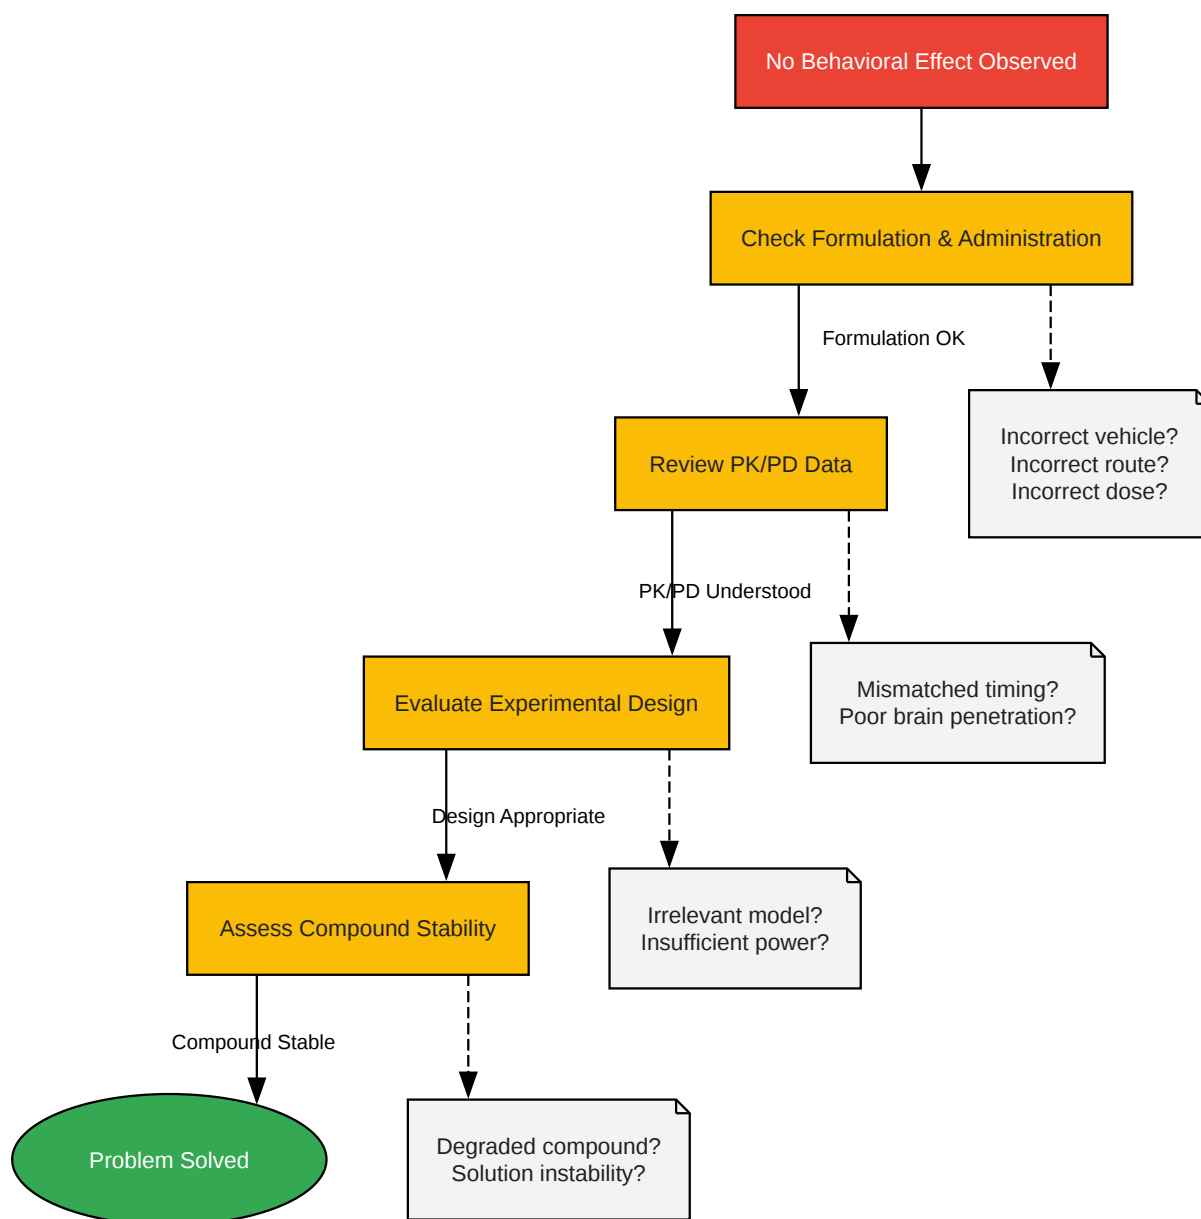 No Behavioral Effect Observed
Check Formulation & Administration
Formulation OK
Incorrect vehicle?
Incorrect route?
Incorrect dose?
Review PK/PD Data
PK/PD Understood
Mismatched timing?
Poor brain penetration?
Evaluate Experimental Design
Design Appropriate
Irrelevant model?
Insufficient power?
Assess Compound Stability
Compound Stable
Degraded compound?
Solution instability?
Problem Solved